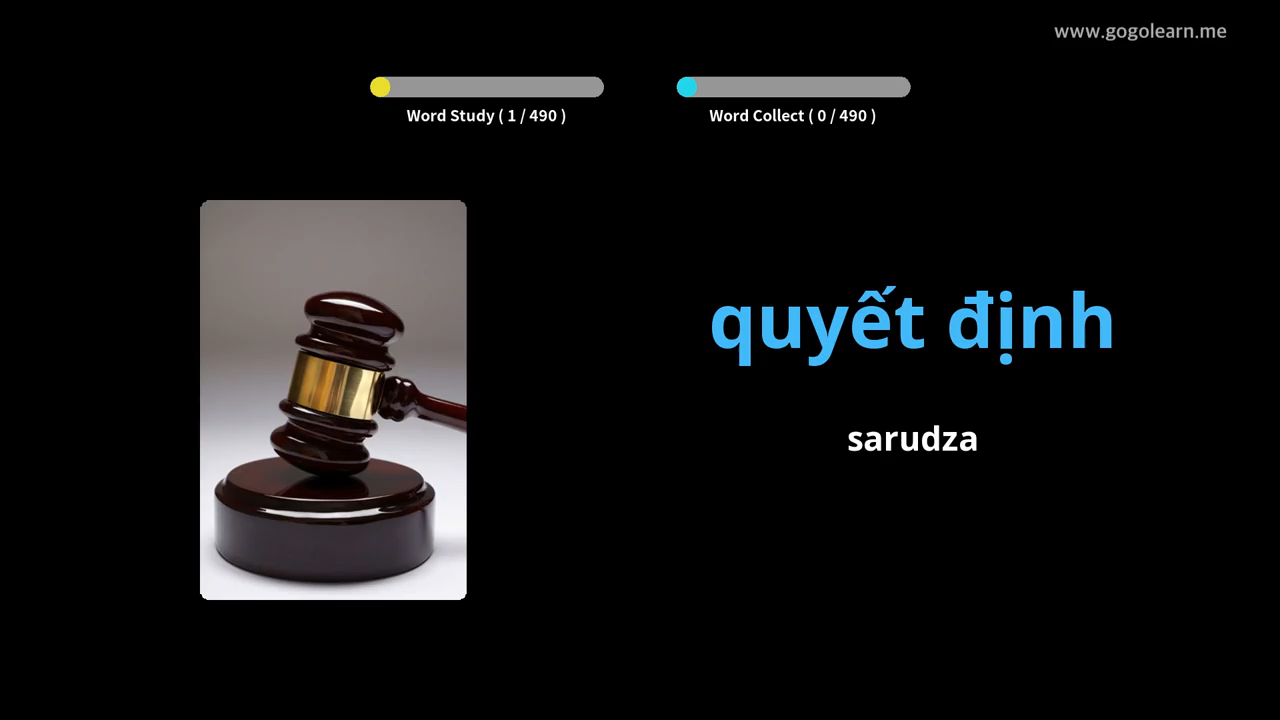 www.gogolearn.me
Word Study ( 1 / 490 )
Word Collect ( 0 / 490 )
quyết định
sarudza